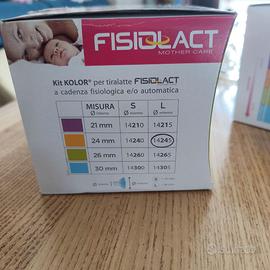 FISIOLACT
MOTHER CARE
Kit KOLOR® per tiralatte FISIOLACT
a cadenza fisiologica e/o automatica
MISURA S L
21 mm 14210 14215
24 mm 14240 14245
26 mm 14260 14265
30 mm 14300 14305
subito